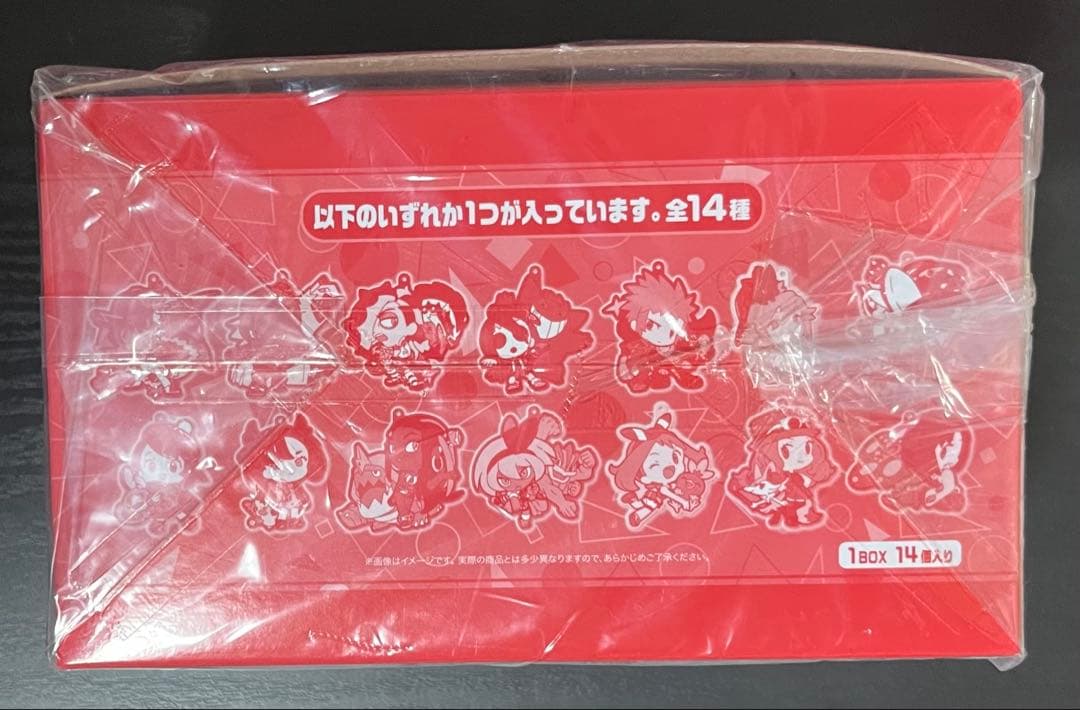 以下のいずれか1つが入っています。全14種
※画像はイメージです。実際の商品とは多少異なりますので、あらかじめご了承ください。
1BOX 14個入り